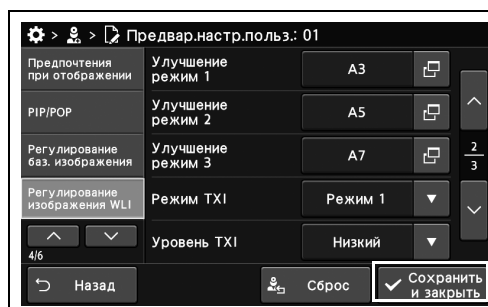 > > Предвар.настр.польз.: 01
Предпочтения
при отображении
PIP/POP
Регулирование
баз. изображения
Регулирование
изображения WLI
4/6
Улучшение
режим 1
A3
Улучшение
режим 2
A5
Улучшение
режим 3
A7
Режим TXI
Режим 1
Уровень TXI
Низкий
2
3
Назад
Сброс
Сохранить
и закрыть